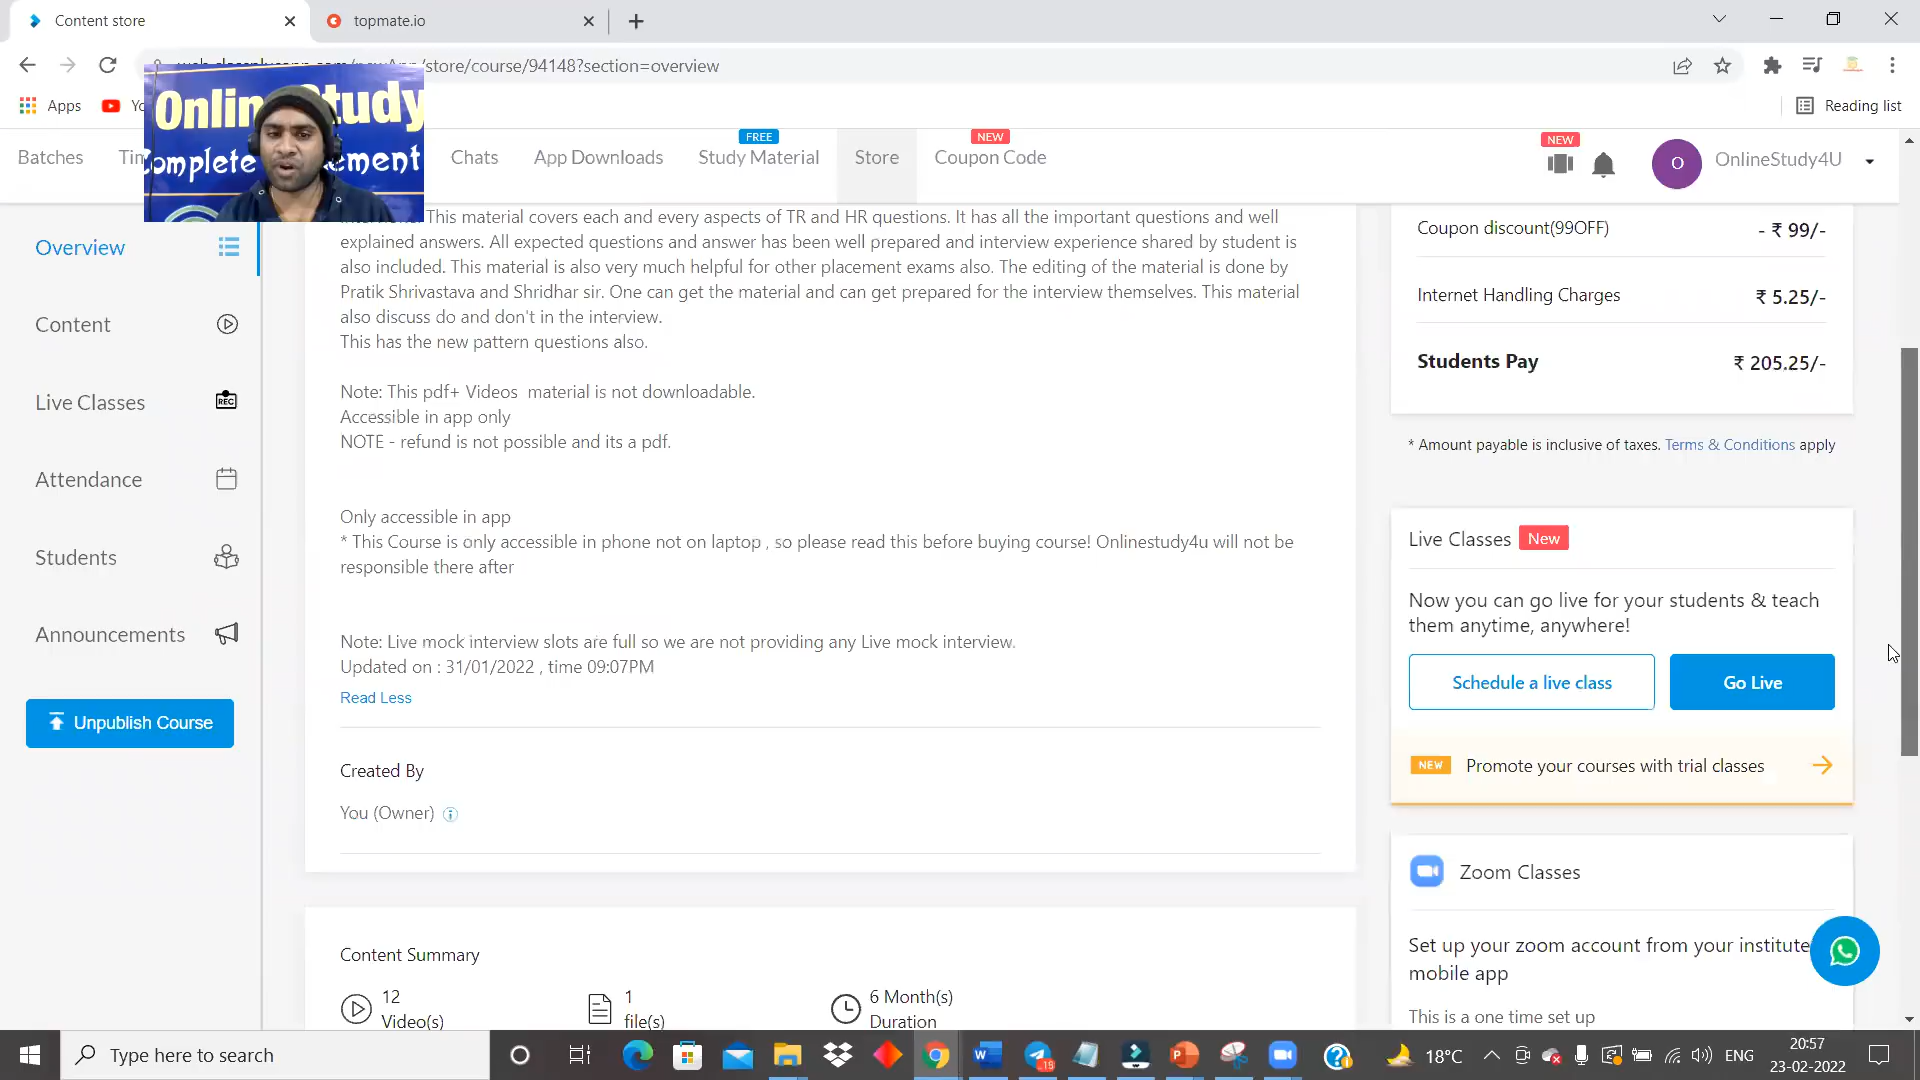 Content store
topmate.io
/store/course/94148?section=overview
Apps
Reading list
Online Study
Complete
Batches
Chats
App Downloads
FREE
Study Material
Store
NEW
Coupon Code
NEW
O
OnlineStudy4U
Overview
Content
Live Classes
REC
Attendance
Students
Announcements
Unpublish Course
This material covers each and every aspects of TR and HR questions. It has all the important questions and well
explained answers. All expected questions and answer has been well prepared and interview experience shared by student is
also included. This material is also very much helpful for other placement exams also. The editing of the material is done by
Pratik Shrivastava and Shridhar sir. One can get the material and can get prepared for the interview themselves. This material
also discuss do and don't in the interview.
This has the new pattern questions also.
Note: This pdf+ Videos material is not downloadable.
Accessible in app only
NOTE - refund is not possible and its a pdf.
Only accessible in app
* This Course is only accessible in phone not on laptop , so please read this before buying course! Onlinestudy4u will not be
responsible there after
Note: Live mock interview slots are full so we are not providing any Live mock interview.
Updated on : 31/01/2022 , time 09:07PM
Read Less
Created By
You (Owner)
Content Summary
12
Video(s)
1
file(s)
6 Month(s)
Duration
Coupon discount(99OFF)
- ₹ 99/-
Internet Handling Charges
₹ 5.25/-
Students Pay
₹ 205.25/-
* Amount payable is inclusive of taxes. Terms & Conditions apply
Live Classes New
Now you can go live for your students & teach
them anytime, anywhere!
Schedule a live class
Go Live
NEW Promote your courses with trial classes
Zoom Classes
Set up your zoom account from your institute
mobile app
This is a one time set up
Type here to search
18°C
ENG
20:57
23-02-2022